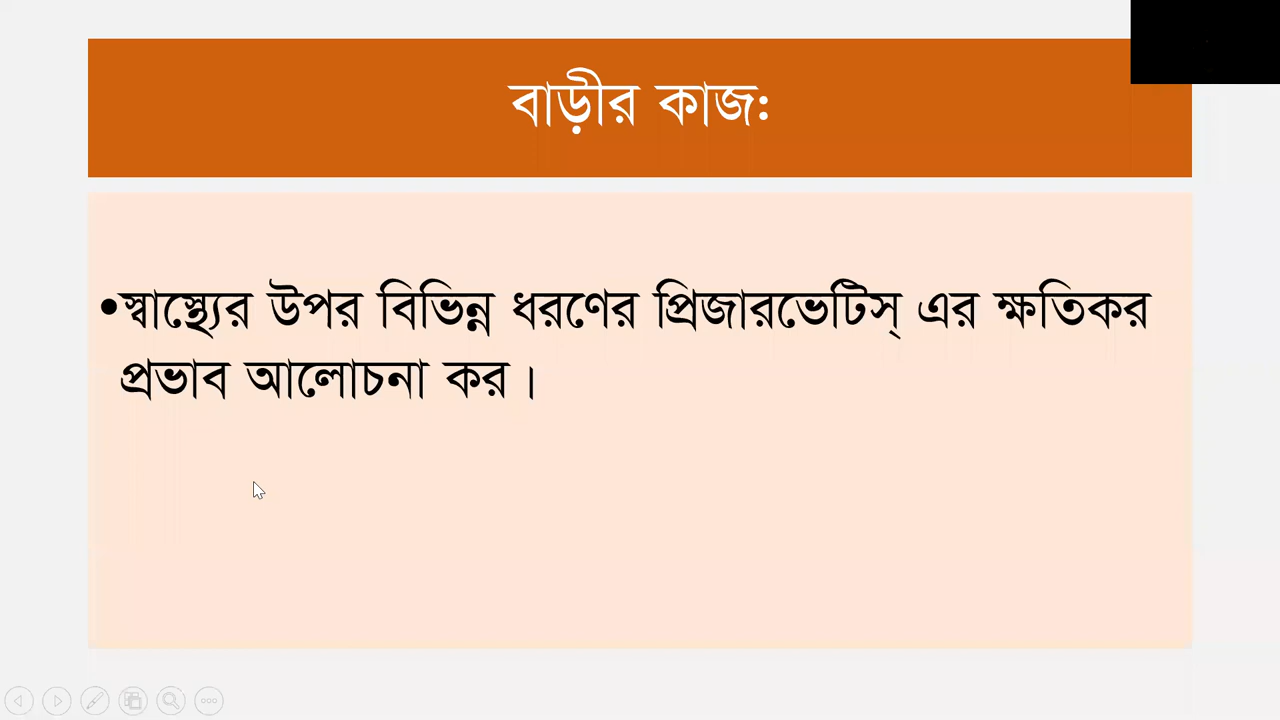 বাড়ীর কাজ:
•স্বাস্থ্যের উপর বিভিন্ন ধরণের প্রিজারভেটিস্ এর ক্ষতিকর
প্রভাব আলোচনা কর।